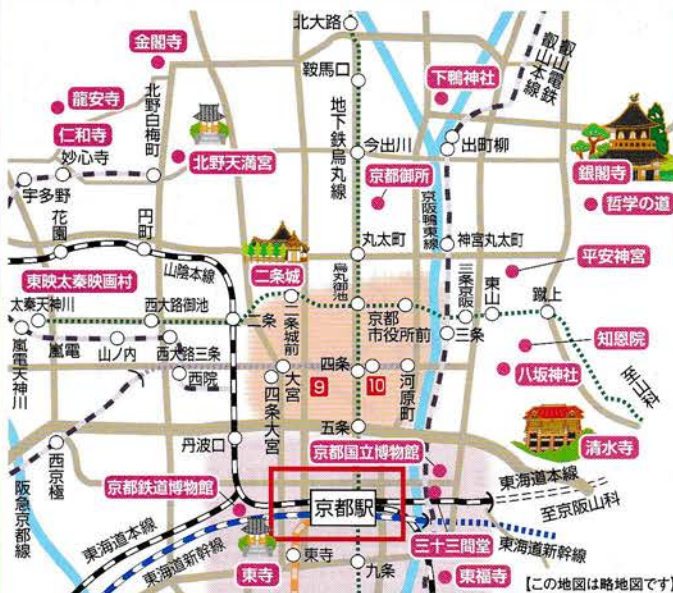 北大路
金閣寺
鞍馬口
下鴨神社
叡山電鉄
叡山本線
龍安寺
北野白梅町
地下鉄烏丸線
仁和寺
妙心寺
北野天満宮
今出川
出町柳
銀閣寺
宇多野
京都御所
哲学の道
京阪鴨東線
花園
円町
丸太町
神宮丸太町
平安神宮
東映太秦映画村
山陰本線
二条城
烏丸御池
三条京阪
東山
蹴上
太秦天神川
西大路御池
二条
二条城前
京都
市役所前
三条
知恩院
嵐電天神川
嵐電
山ノ内
西大路三条
西院
大宮
四条
9
10
河原町
八坂神社
至山科
四条大宮
五条
清水寺
西京極
丹波口
京都国立博物館
阪急京都線
京都鉄道博物館
京都駅
東海道本線
至京阪山科
東海道本線
東海道新幹線
三十三間堂
東海道新幹線
東寺
東寺
九条
東福寺
【この地図は略地図です】